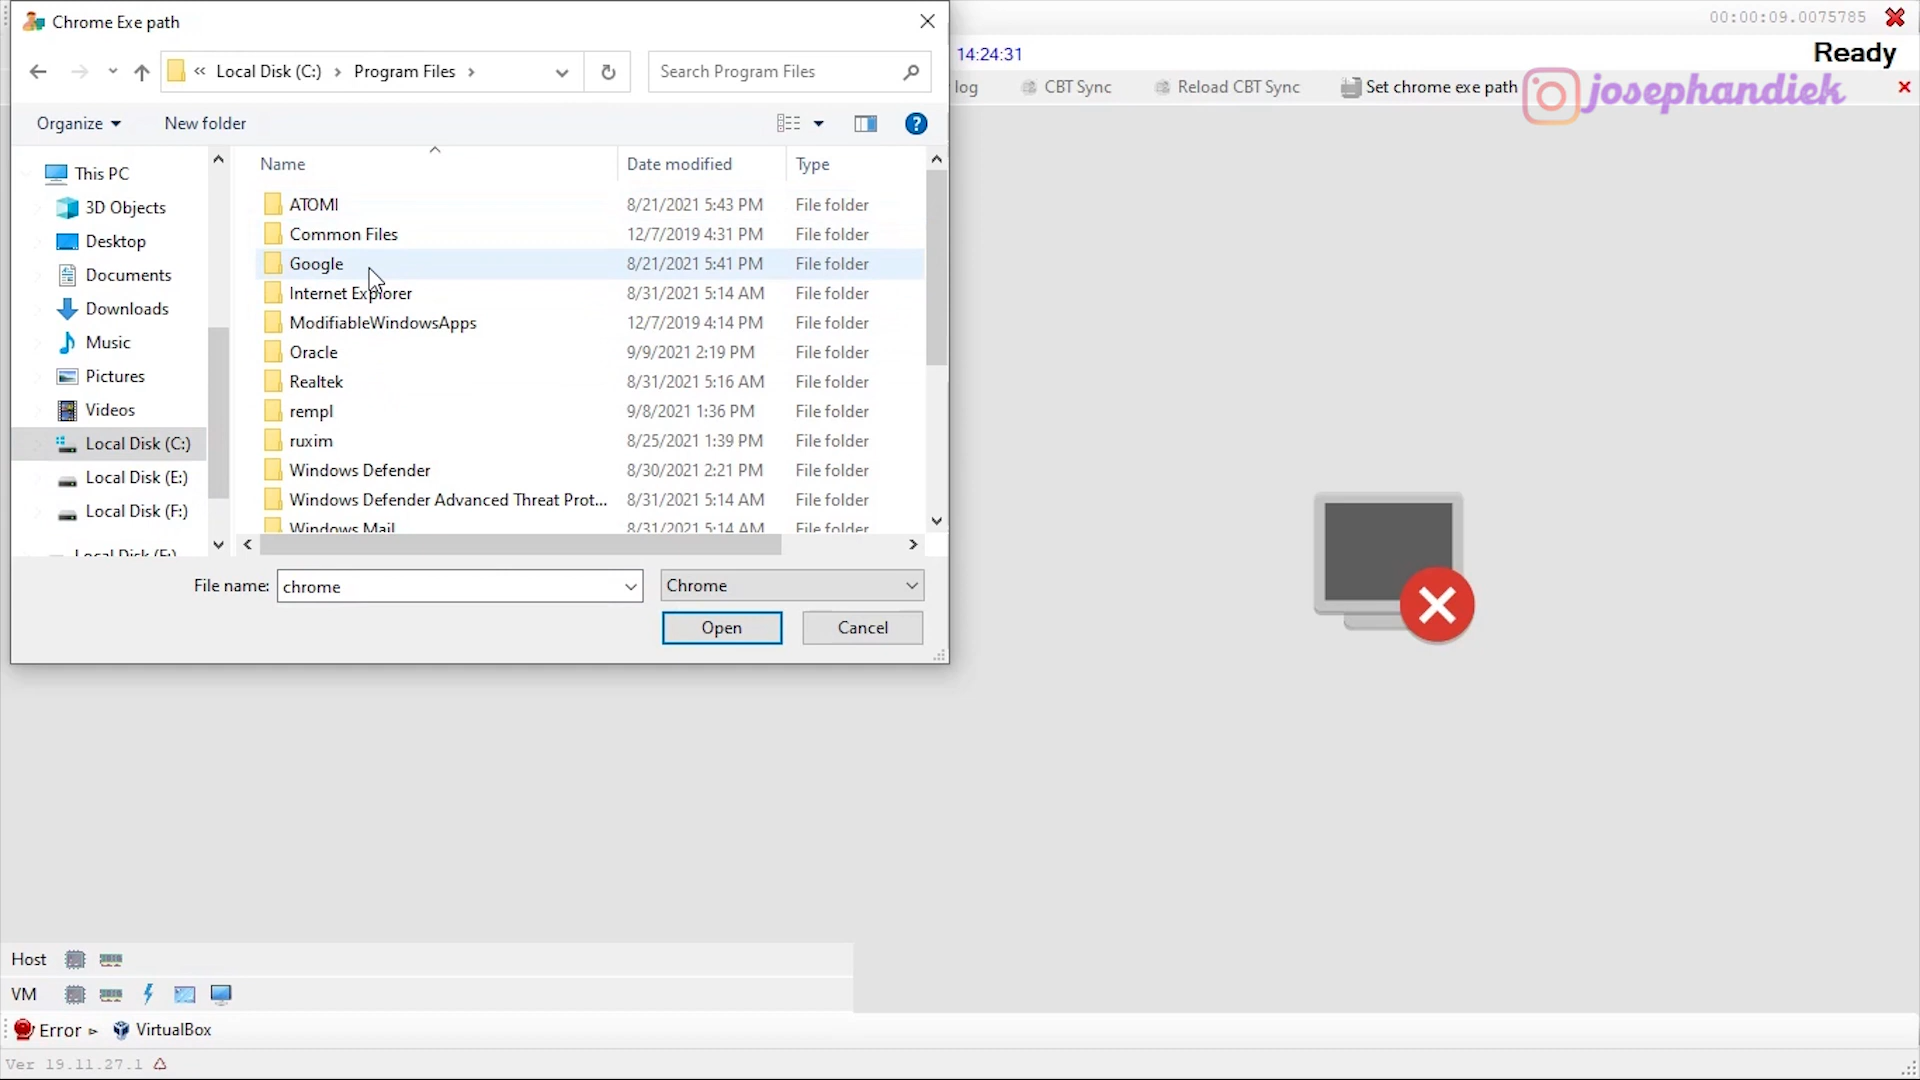 Chrome Exe path
00:00:09.0075785
« Local Disk (C:) › Program Files ›
Search Program Files
14:24:31
Ready
log
CBT Sync
Reload CBT Sync
Set chrome exe path
josephandiek
Organize
New folder
Name
Date modified
Type
This PC
3D Objects
Desktop
Documents
Downloads
Music
Pictures
Videos
Local Disk (C:)
Local Disk (E:)
Local Disk (F:)
ATOMI 8/21/2021 5:43 PM File folder
Common Files 12/7/2019 4:31 PM File folder
Google 8/21/2021 5:41 PM File folder
Internet Explorer 8/31/2021 5:14 AM File folder
ModifiableWindowsApps 12/7/2019 4:14 PM File folder
Oracle 9/9/2021 2:19 PM File folder
Realtek 8/31/2021 5:16 AM File folder
rempl 9/8/2021 1:36 PM File folder
ruxim 8/25/2021 1:39 PM File folder
Windows Defender 8/30/2021 2:21 PM File folder
Windows Defender Advanced Threat Prot... 8/31/2021 5:14 AM File folder
Windows Mail 8/31/2021 5:14 AM File folder
File name: chrome
Chrome
Open
Cancel
Host
VM
Error
VirtualBox
Ver 19.11.27.1